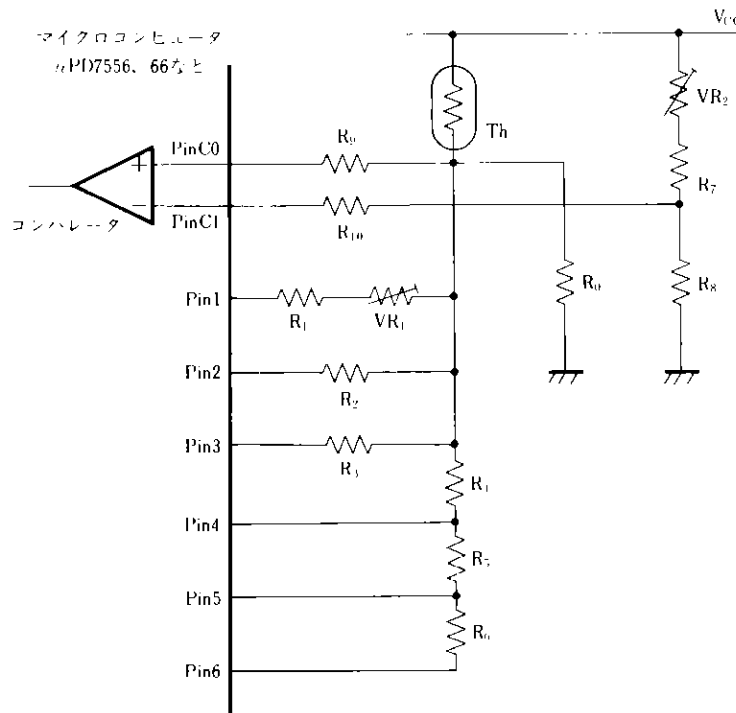 Vcc
マイクロコンピュータ
μPD7556、66など
VR₂
Th
PinC0
R₉
+
R₇
コンパレータ
−
PinC1
R₁₀
R₀
R₈
Pin1
R₁
VR₁
Pin2
R₂
Pin3
R₃
R₄
Pin4
R₅
Pin5
R₆
Pin6